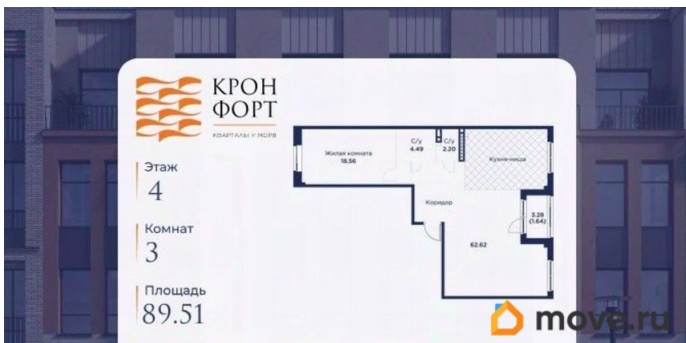 КРОН
ФОРТ
КВАРТАЛЫ У МОРЯ
Этаж
4
Комнат
3
Площадь
89.51
Жилая комната
18.56
С/у
4.49
С/у
2.20
Кухня-ниша
Коридор
3.28
(1.64)
62.62
move.ru